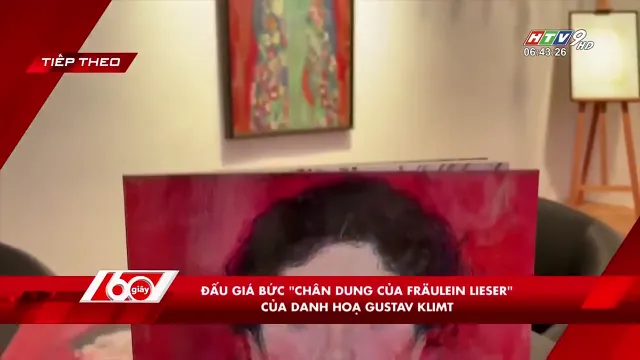 TIẾP THEO
HTV9 HD
06:43:26
60 giây
ĐẤU GIÁ BỨC "CHÂN DUNG CỦA FRÄULEIN LIESER"
CỦA DANH HOẠ GUSTAV KLIMT